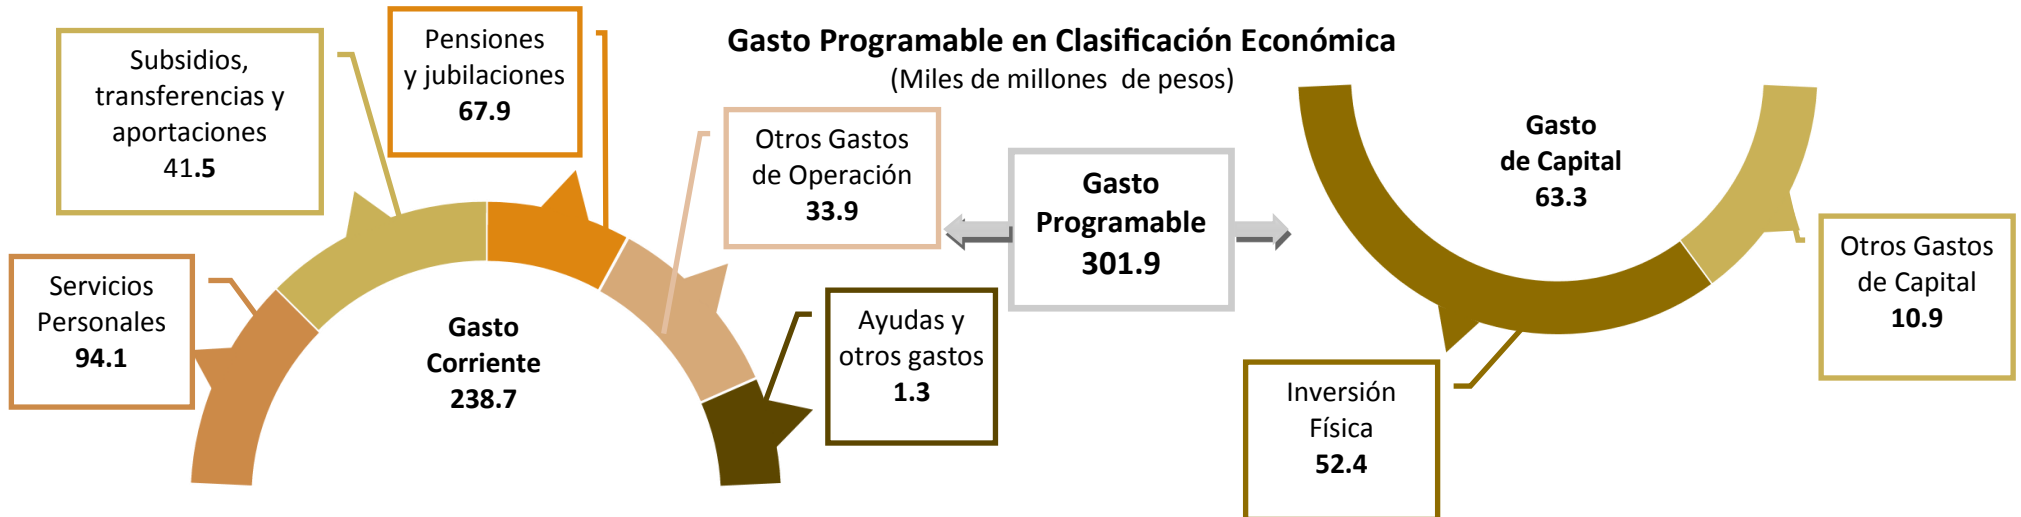 Gasto Programable en Clasificación Económica
(Miles de millones de pesos)
Subsidios,
transferencias y
aportaciones
41.5
Pensiones
y jubilaciones
67.9
Otros Gastos
de Operación
33.9
Servicios
Personales
94.1
Gasto
Corriente
238.7
Ayudas y
otros gastos
1.3
Gasto
Programable
301.9
Gasto
de Capital
63.3
Otros Gastos
de Capital
10.9
Inversión
Física
52.4